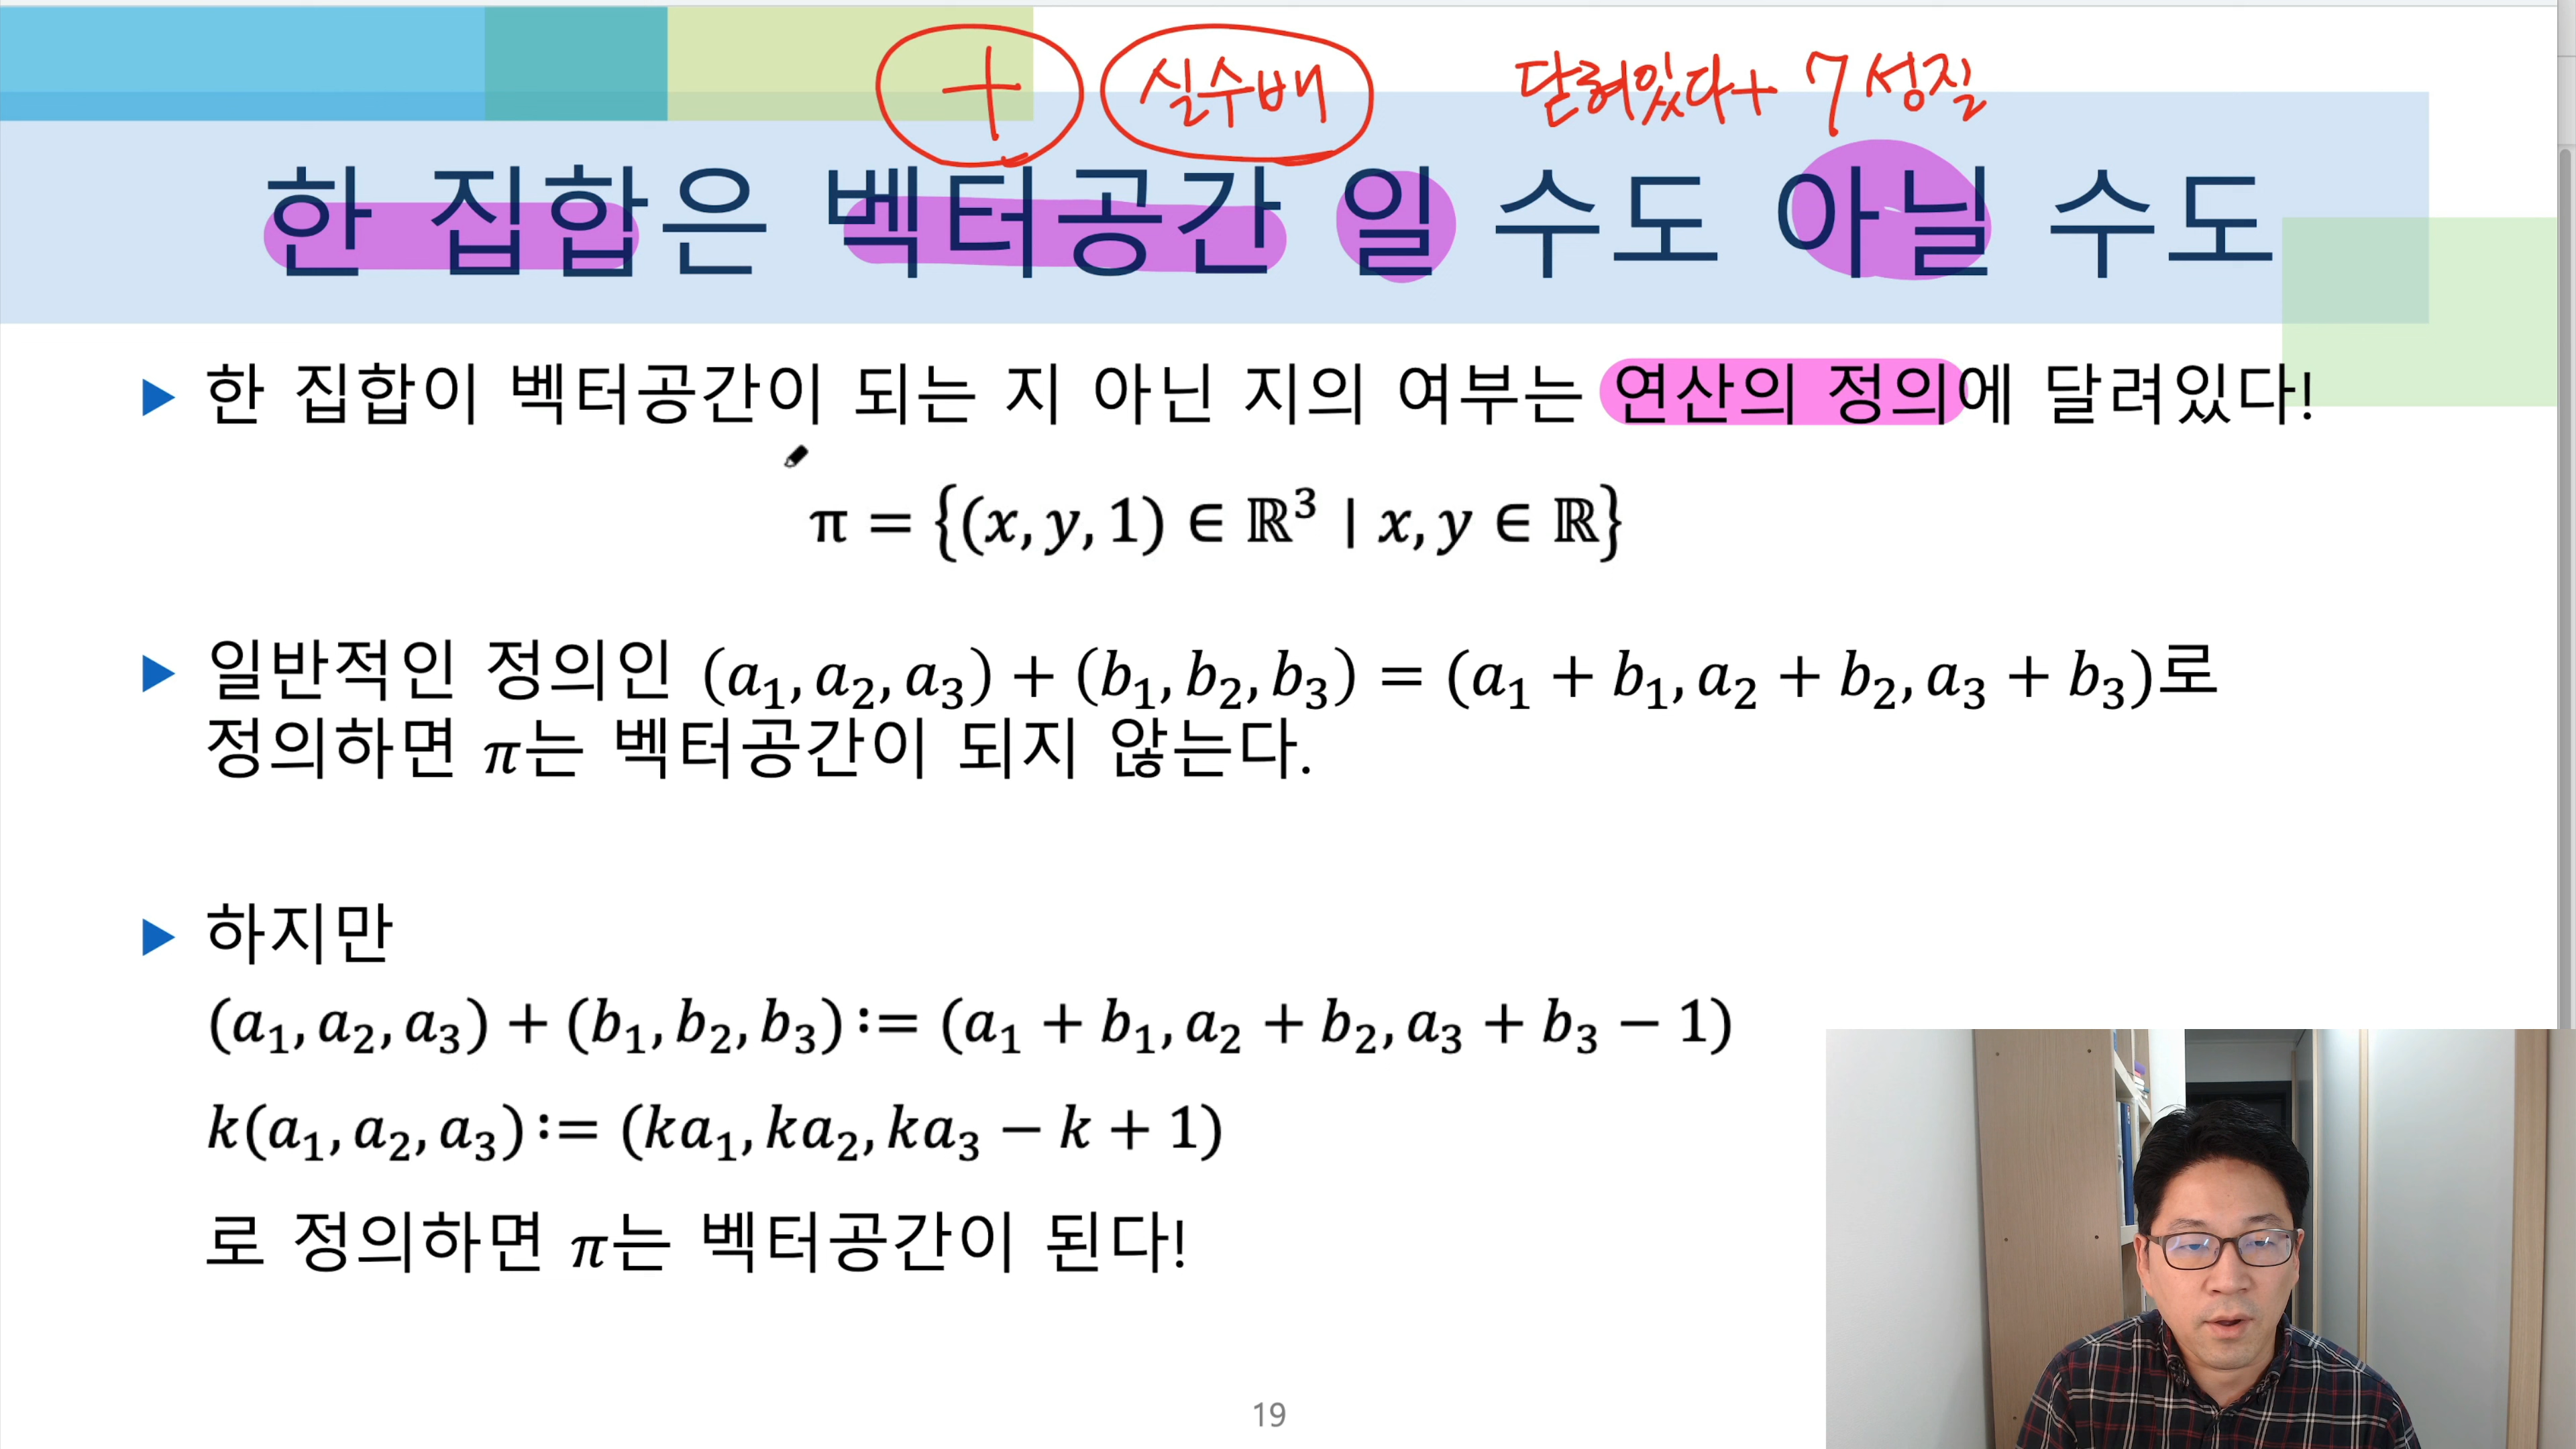 + 실수배 닫혀있다+ 7성질
한 집합은 벡터공간 일 수도 아닐 수도
▶ 한 집합이 벡터공간이 되는 지 아닌 지의 여부는 연산의 정의에 달려있다!
π = {(x, y, 1) ∈ ℝ³ | x, y ∈ ℝ}
▶ 일반적인 정의인 (a₁, a₂, a₃) + (b₁, b₂, b₃) = (a₁ + b₁, a₂ + b₂, a₃ + b₃)로
정의하면 π는 벡터공간이 되지 않는다.
▶ 하지만
(a₁, a₂, a₃) + (b₁, b₂, b₃) := (a₁ + b₁, a₂ + b₂, a₃ + b₃ − 1)
k(a₁, a₂, a₃) := (ka₁, ka₂, ka₃ − k + 1)
로 정의하면 π는 벡터공간이 된다!
19